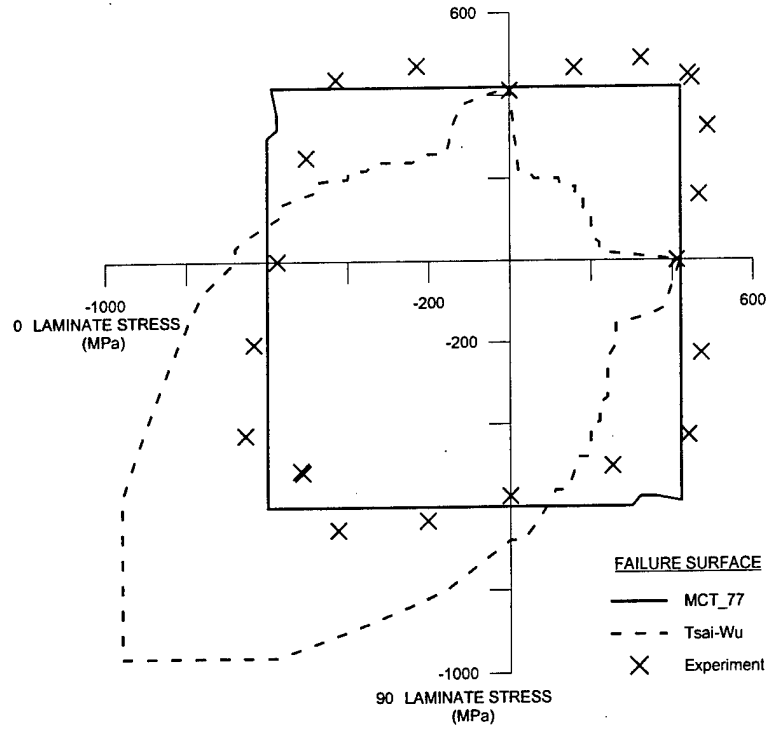 600
-1000
-200
600
0 LAMINATE STRESS
(MPa)
-200
FAILURE SURFACE
MCT_77
Tsai-Wu
Experiment
-1000
90 LAMINATE STRESS
(MPa)